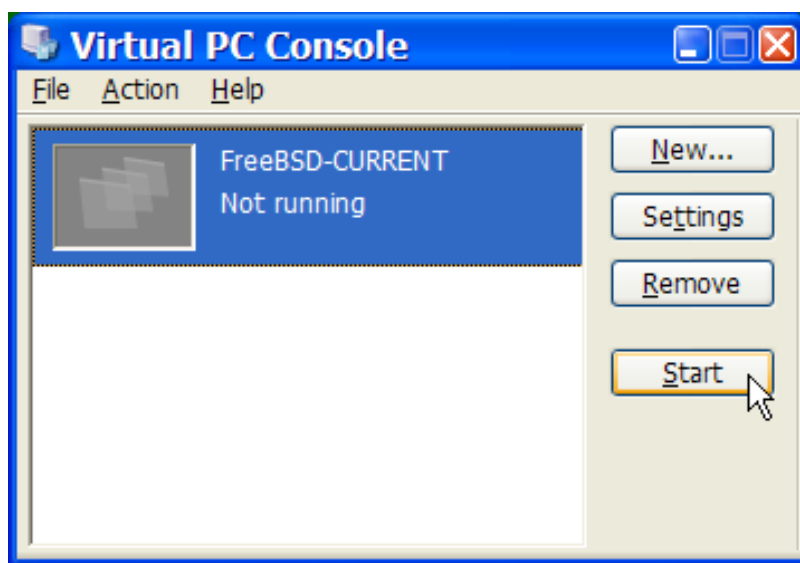 Virtual PC Console
File Action Help
FreeBSD-CURRENT
Not running
New...
Settings
Remove
Start